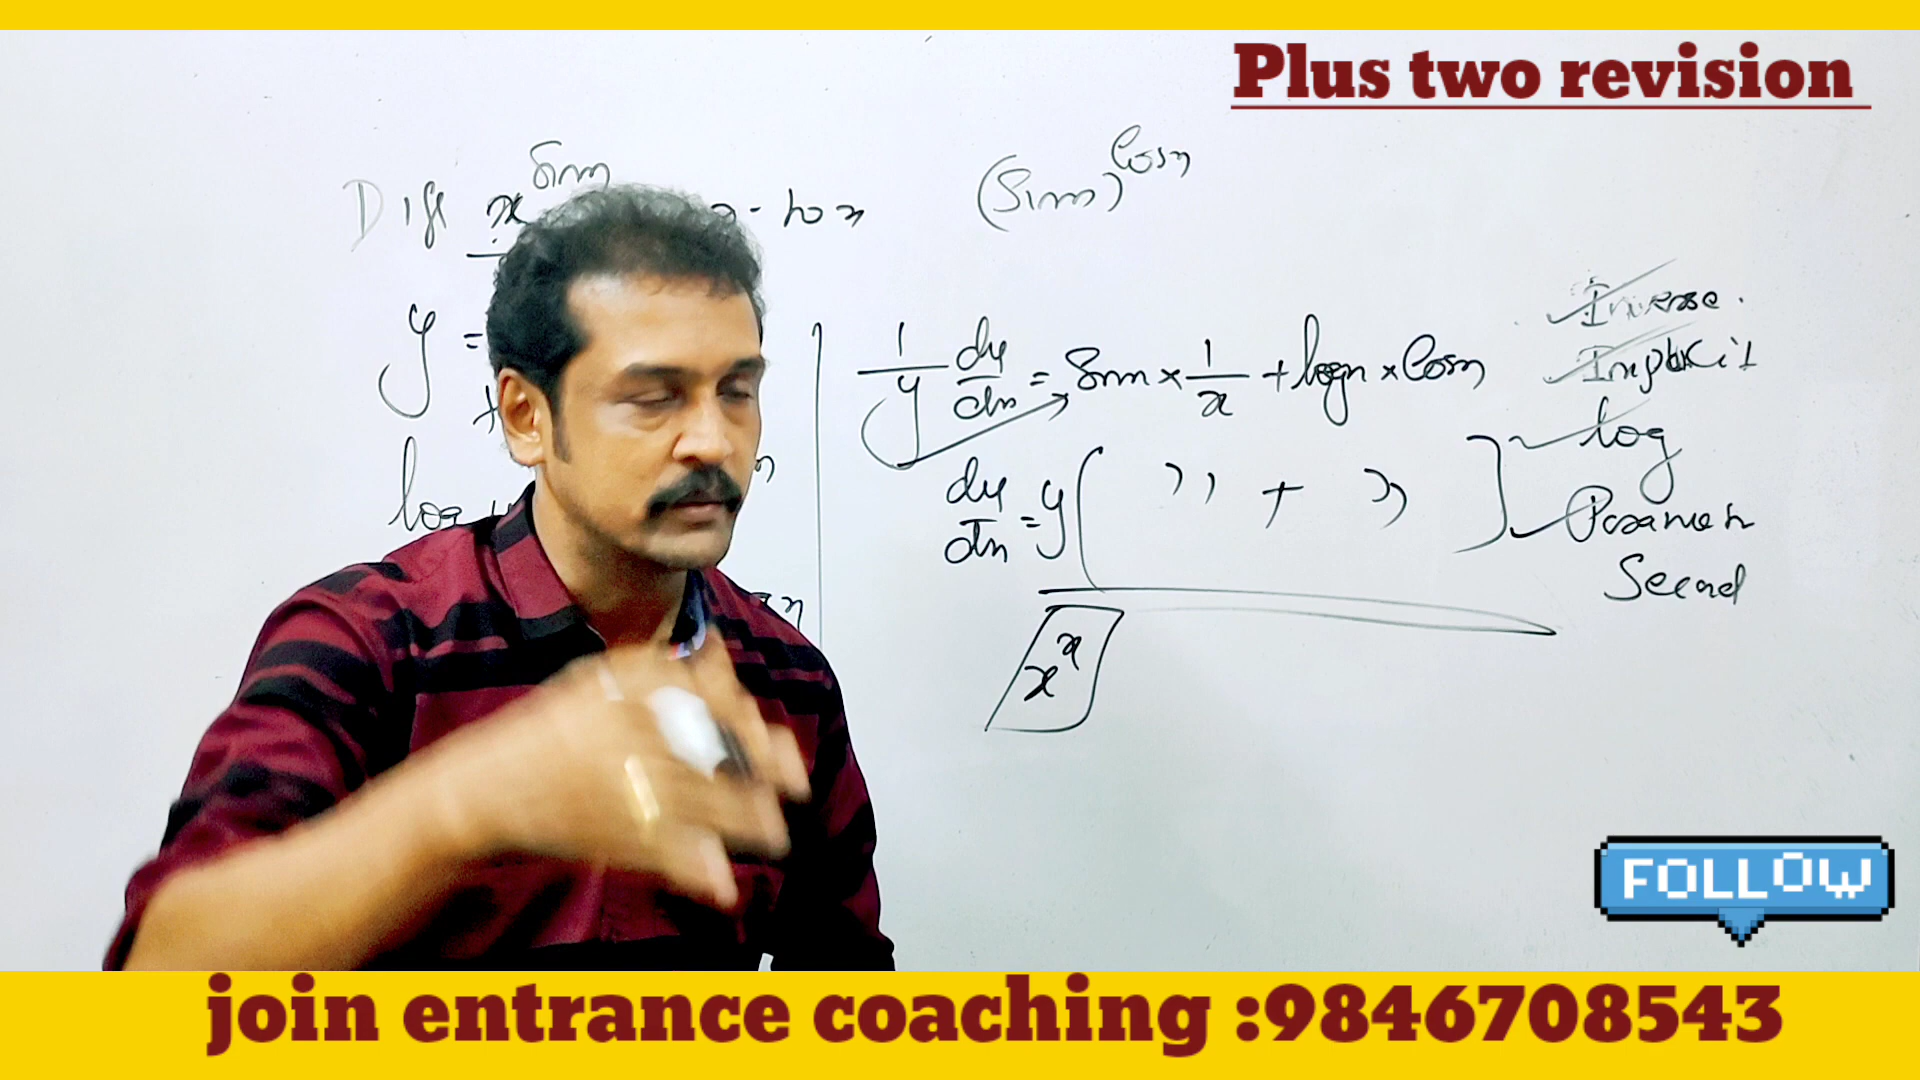 Plus two revision
Diff x^sinx
(sinx)^cosx
y =
log
1/y dy/dx = sinx × 1/x + logx × cosx
dy/dx = y ( ,, + ,, )
x^x
Inverse.
Implicit
log
Second
FOLLOW
join entrance coaching :9846708543